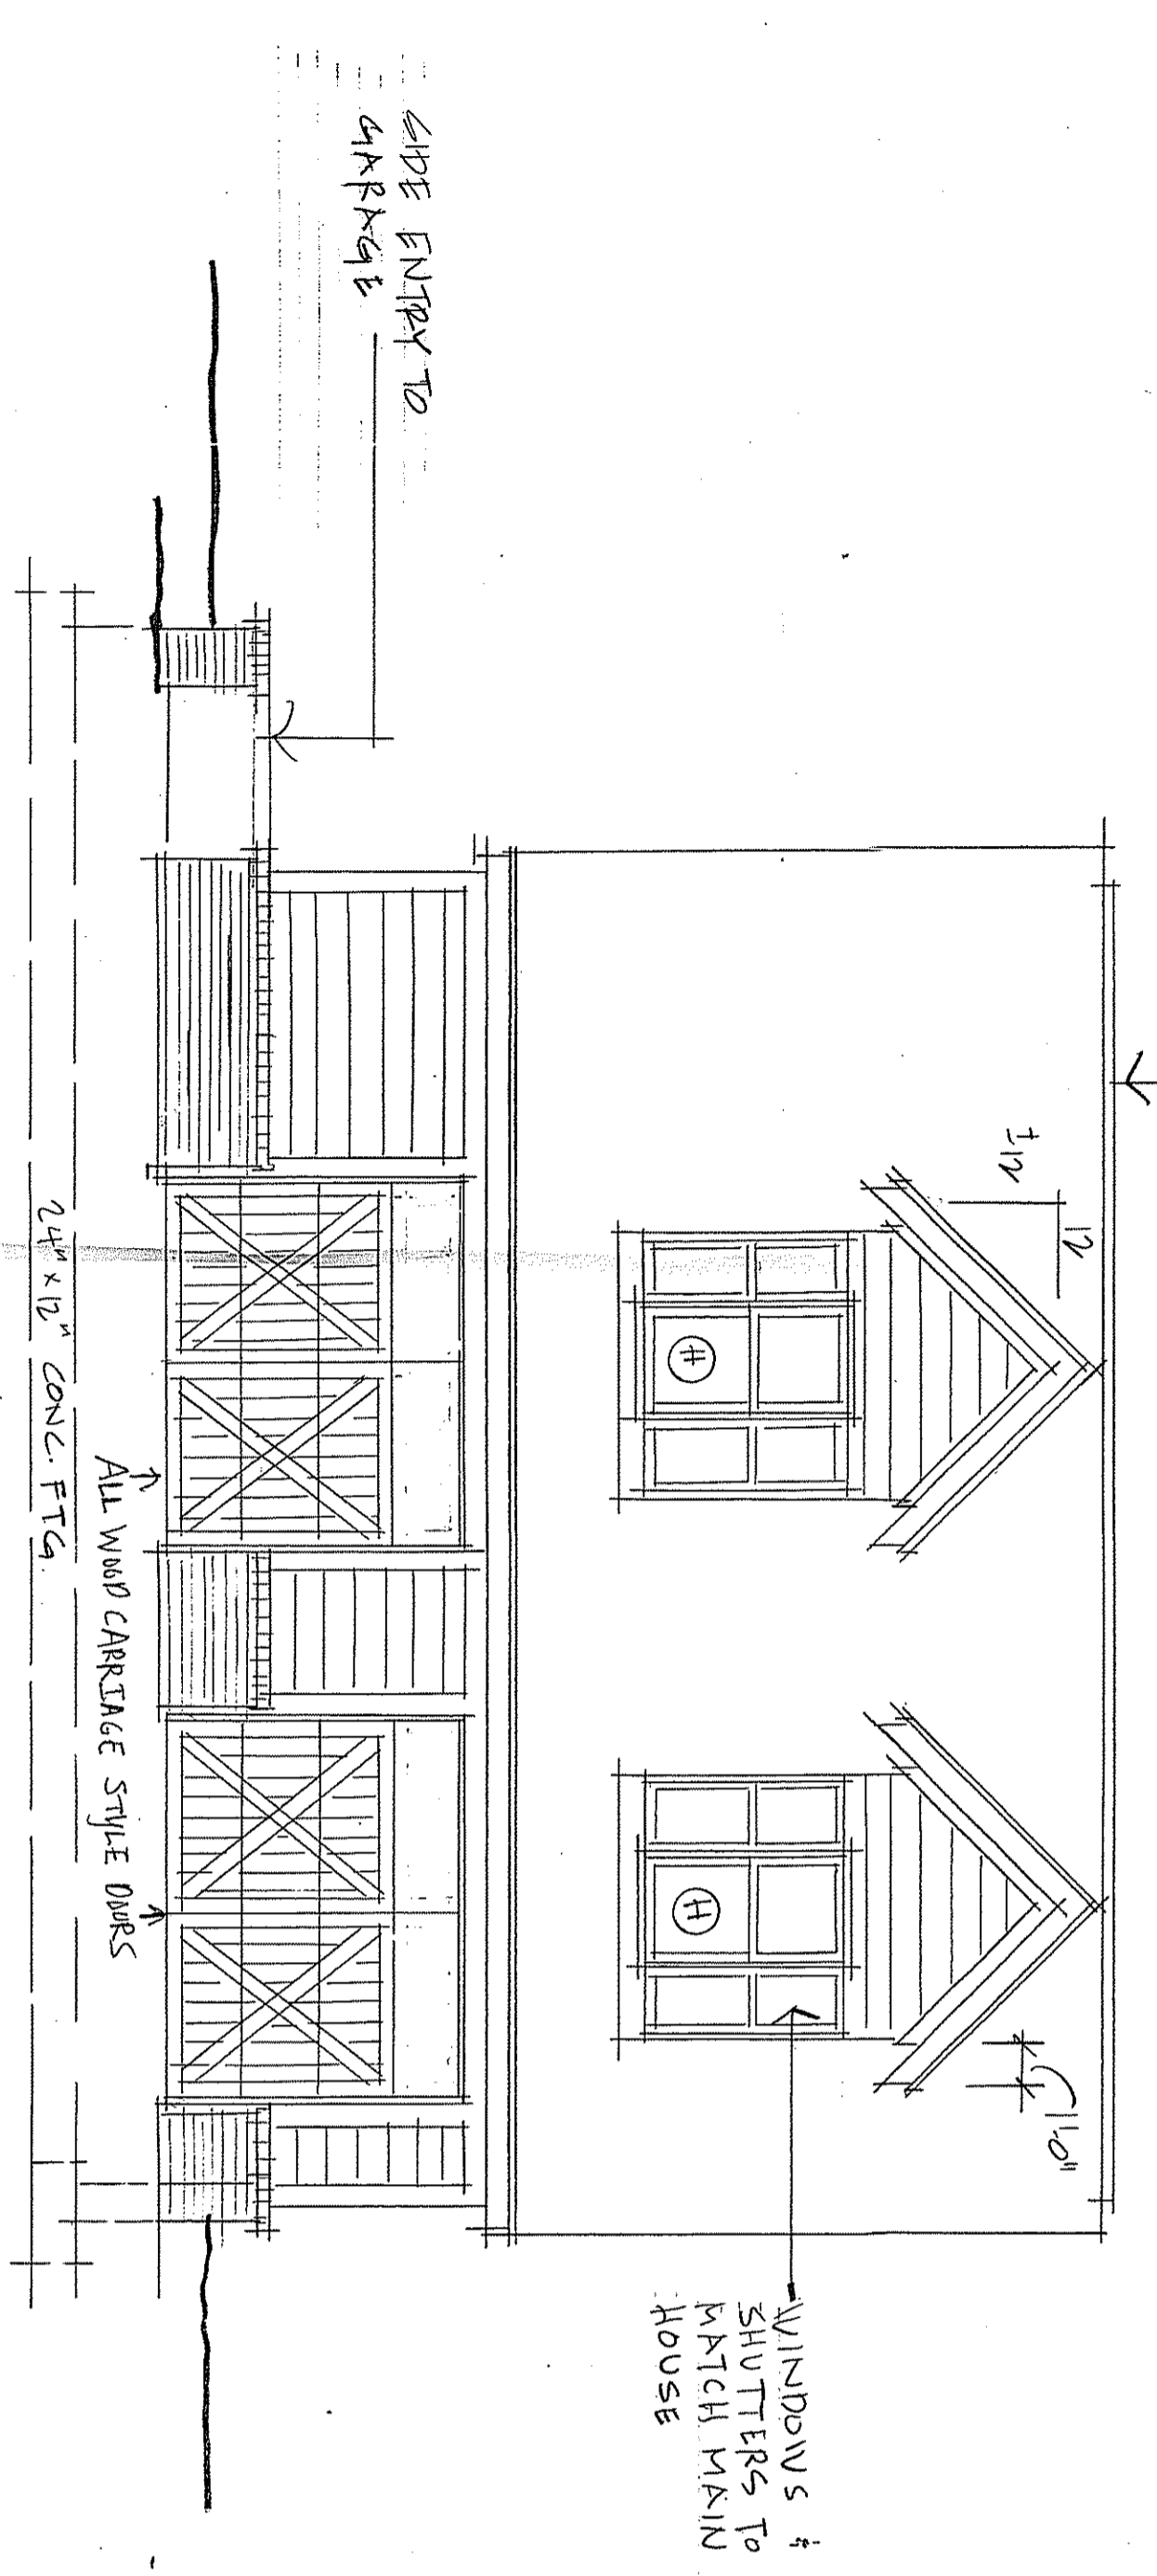 ±12
12
1'-0"
WINDOWS &
SHUTTERS TO
MATCH MAIN
HOUSE
H
H
SIDE ENTRY TO
GARAGE
ALL WOOD CARRIAGE STYLE DOORS
24" x 12" CONC. FTG.